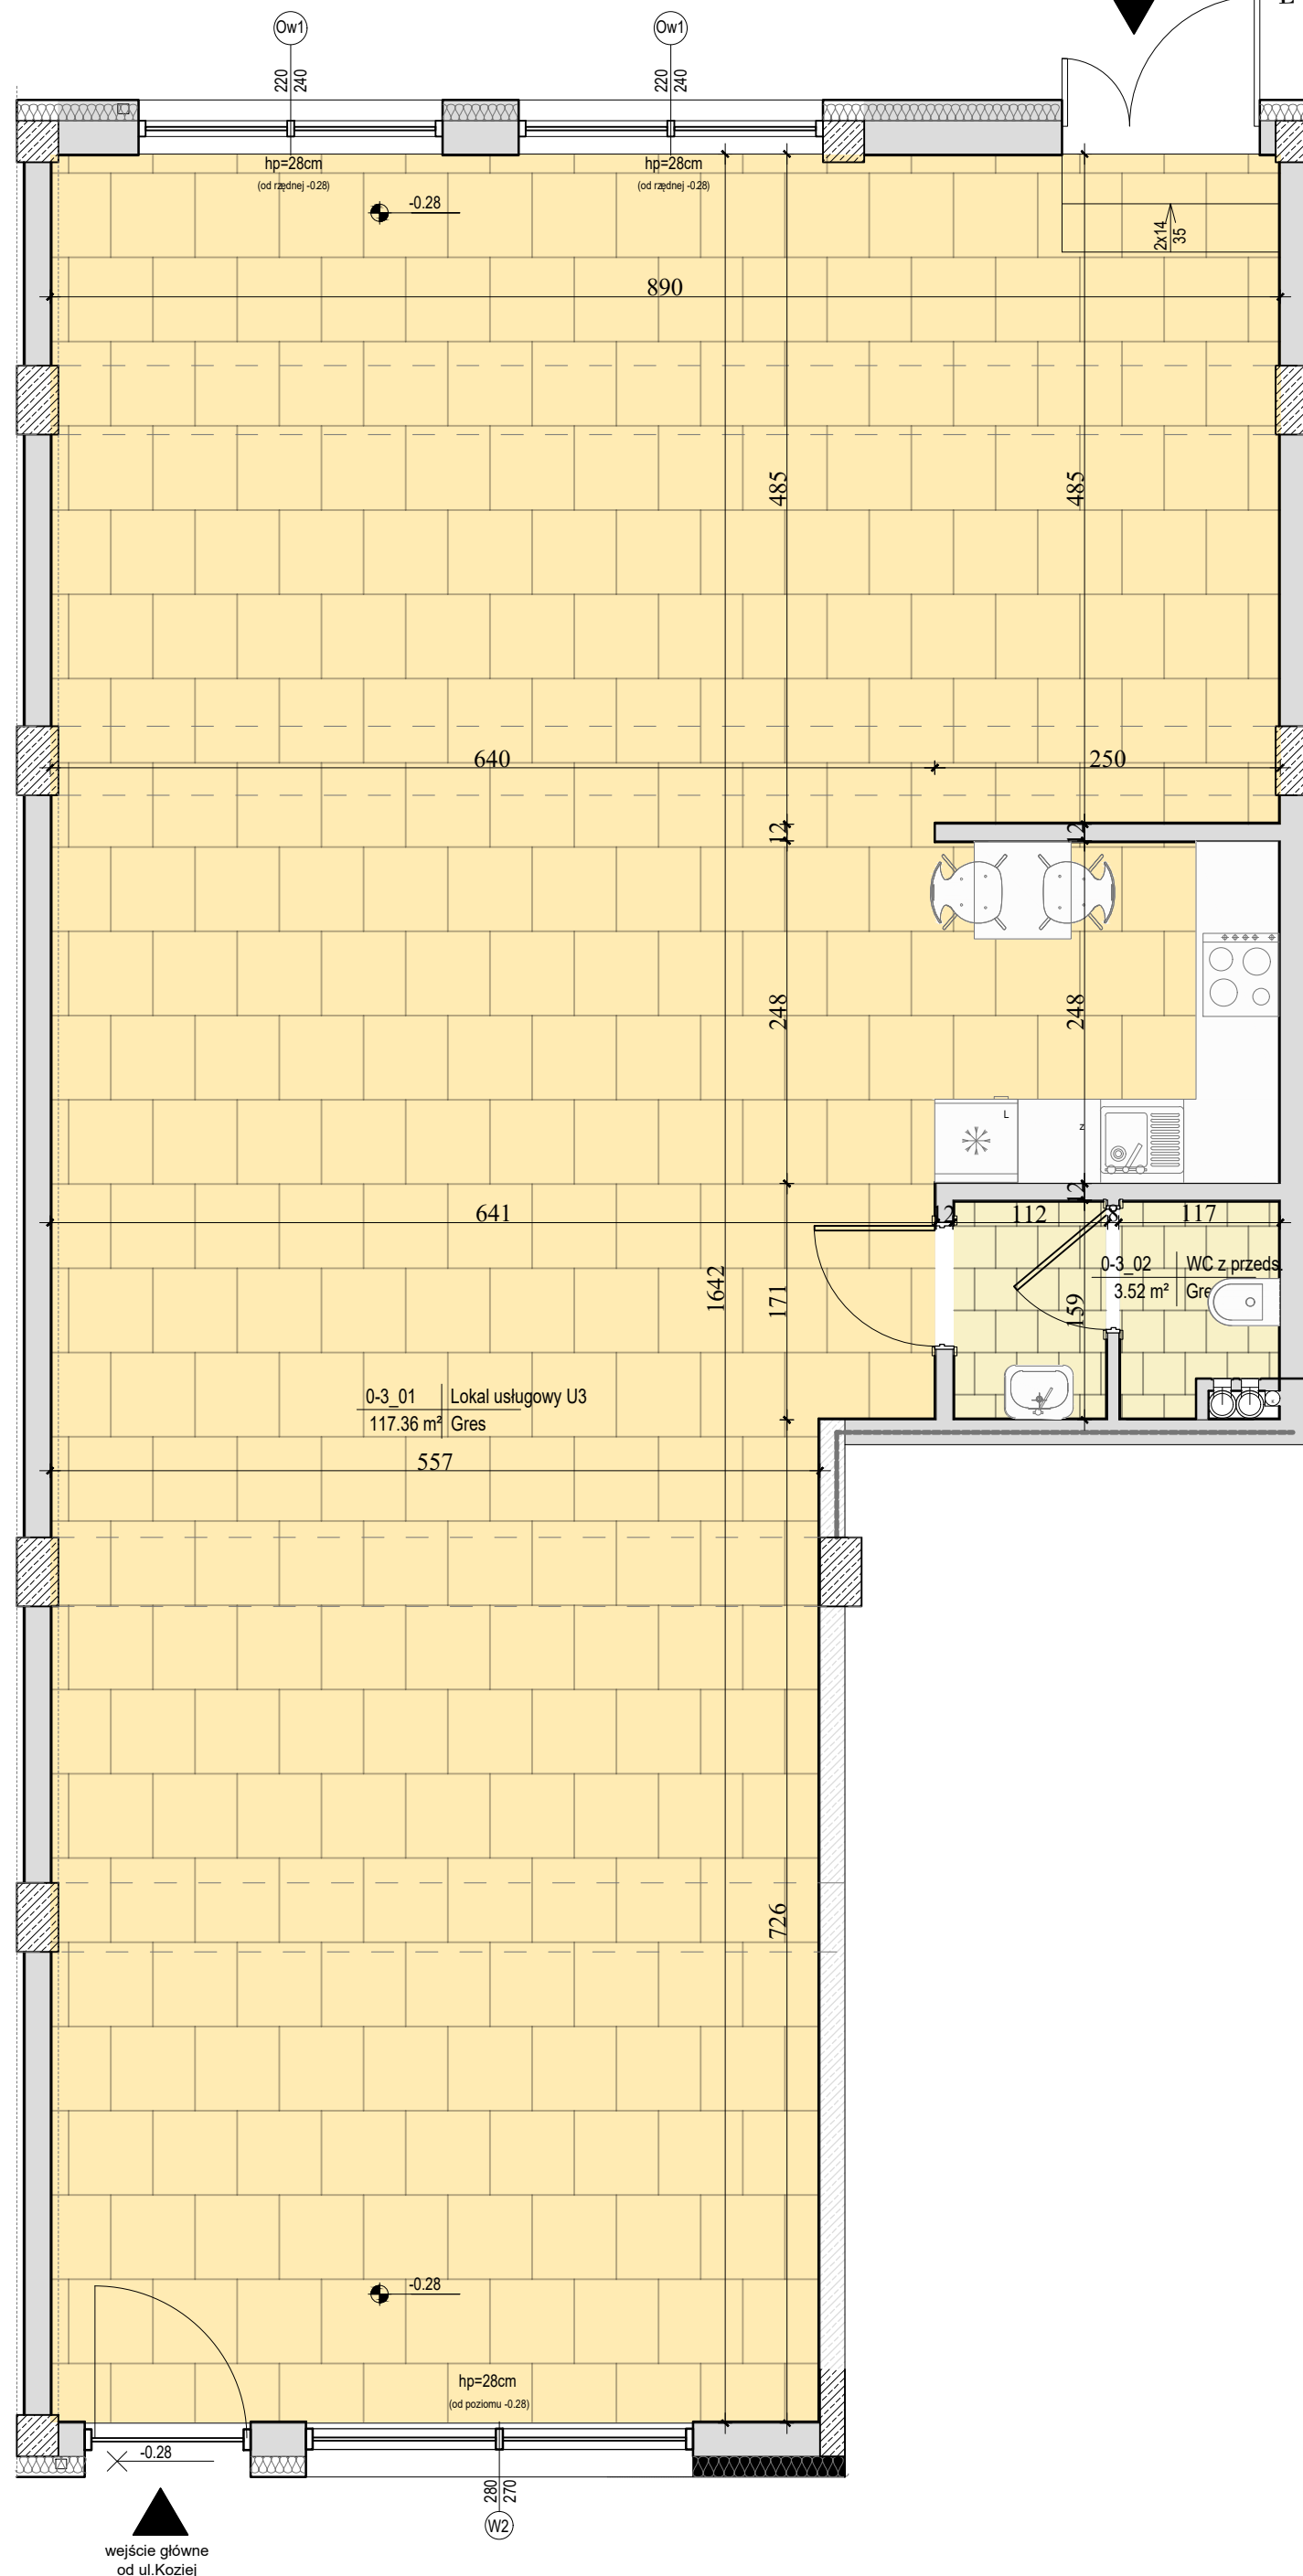 Ow1
Ow1
220
240
220
240
hp=28cm
(od rzędnej -0.28)
hp=28cm
(od rzędnej -0.28)
-0.28
2x14
35
890
485
485
640
250
12
12
248
248
L
z
12
641
12
112
8
117
1642
171
159
0-3_02
WC z przeds.
3.52 m²
0-3_01
Lokal usługowy U3
117.36 m²
Gres
557
726
-0.28
hp=28cm
(od poziomu -0.28)
-0.28
280
270
W2
wejście główne
od ul.Koziej